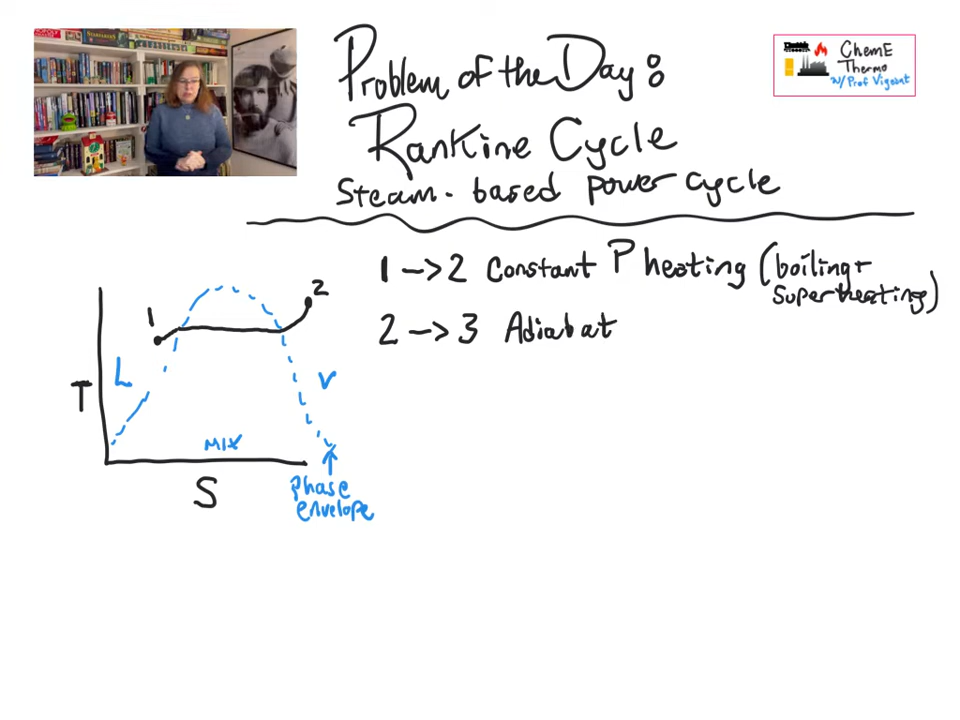 Problem of the Day:
Rankine Cycle
Steam-based power cycle
ChemE
Thermo
w/Prof Vigeant
1 -> 2 Constant P heating (boiling +
superheating)
2 -> 3 Adiabat
2
1
L
T
V
MIX
S
phase
envelope